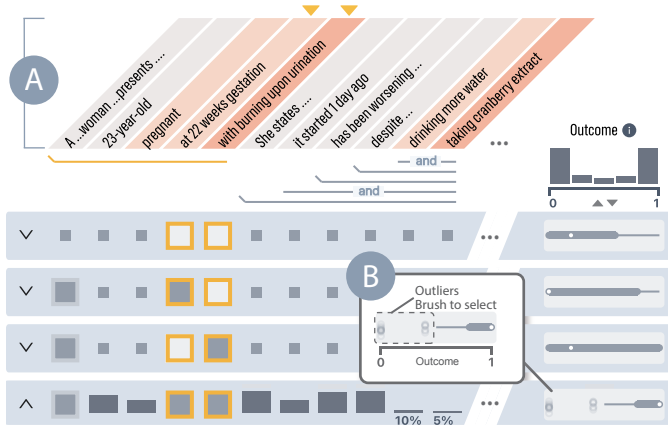 A
A ...woman ...presents ....
23-year-old
pregnant
at 22 weeks gestation
with burning upon urination
She states ....
it started 1 day ago
has been worsening ...
despite ...
drinking more water
taking cranberry extract
...
Outcome i
0 1
and
and
...
B
Outliers
Brush to select
0 Outcome 1
...
10% 5%